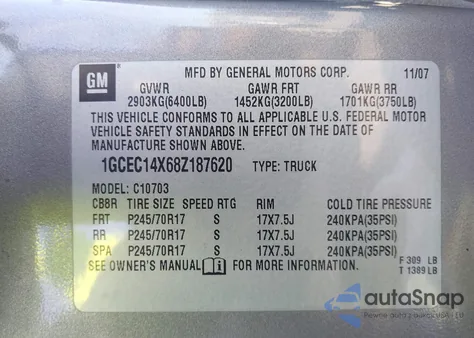 GM MFD BY GENERAL MOTORS CORP. 11/07
GVWR GAWR FRT GAWR RR
2903KG(6400LB) 1452KG(3200LB) 1701KG(3750LB)
THIS VEHICLE CONFORMS TO ALL APPLICABLE U.S. FEDERAL MOTOR
VEHICLE SAFETY STANDARDS IN EFFECT ON THE DATE OF
MANUFACTURE SHOWN ABOVE.
1GCEC14X68Z187620 TYPE: TRUCK
MODEL: C10703
CB8R TIRE SIZE SPEED RTG RIM COLD TIRE PRESSURE
FRT P245/70R17 S 17X7.5J 240KPA(35PSI)
RR P245/70R17 S 17X7.5J 240KPA(35PSI)
SPA P245/70R17 S 17X7.5J 240KPA(35PSI)
SEE OWNER'S MANUAL FOR MORE INFORMATION.
F 309 LB
T 1389 LB
autoSnap